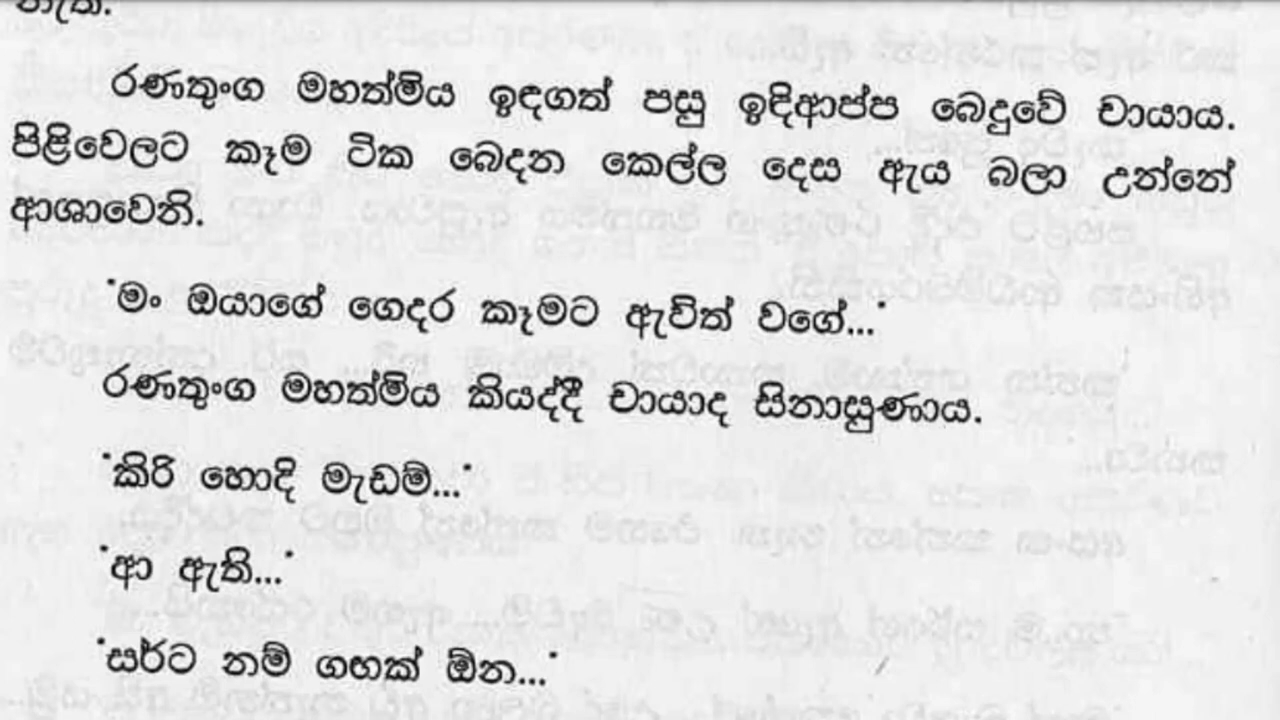 නැත.
රණතුංග මහත්මිය ඉඳගත් පසු ඉඳිආප්ප බෙදුවේ චායාය.
පිළිවෙලට කෑම ටික බෙදන කෙල්ල දෙස ඇය බලා උන්නේ
ආශාවෙනි.
'මං ඔයාගේ ගෙදර කෑමට ඇවිත් වගේ...'
රණතුංග මහත්මිය කියද්දී චායාද සිනාසුණාය.
'කිරි හොදි මැඩම්...'
'ආ ඇති...'
'සර්ට නම් ගහක් ඕන...'